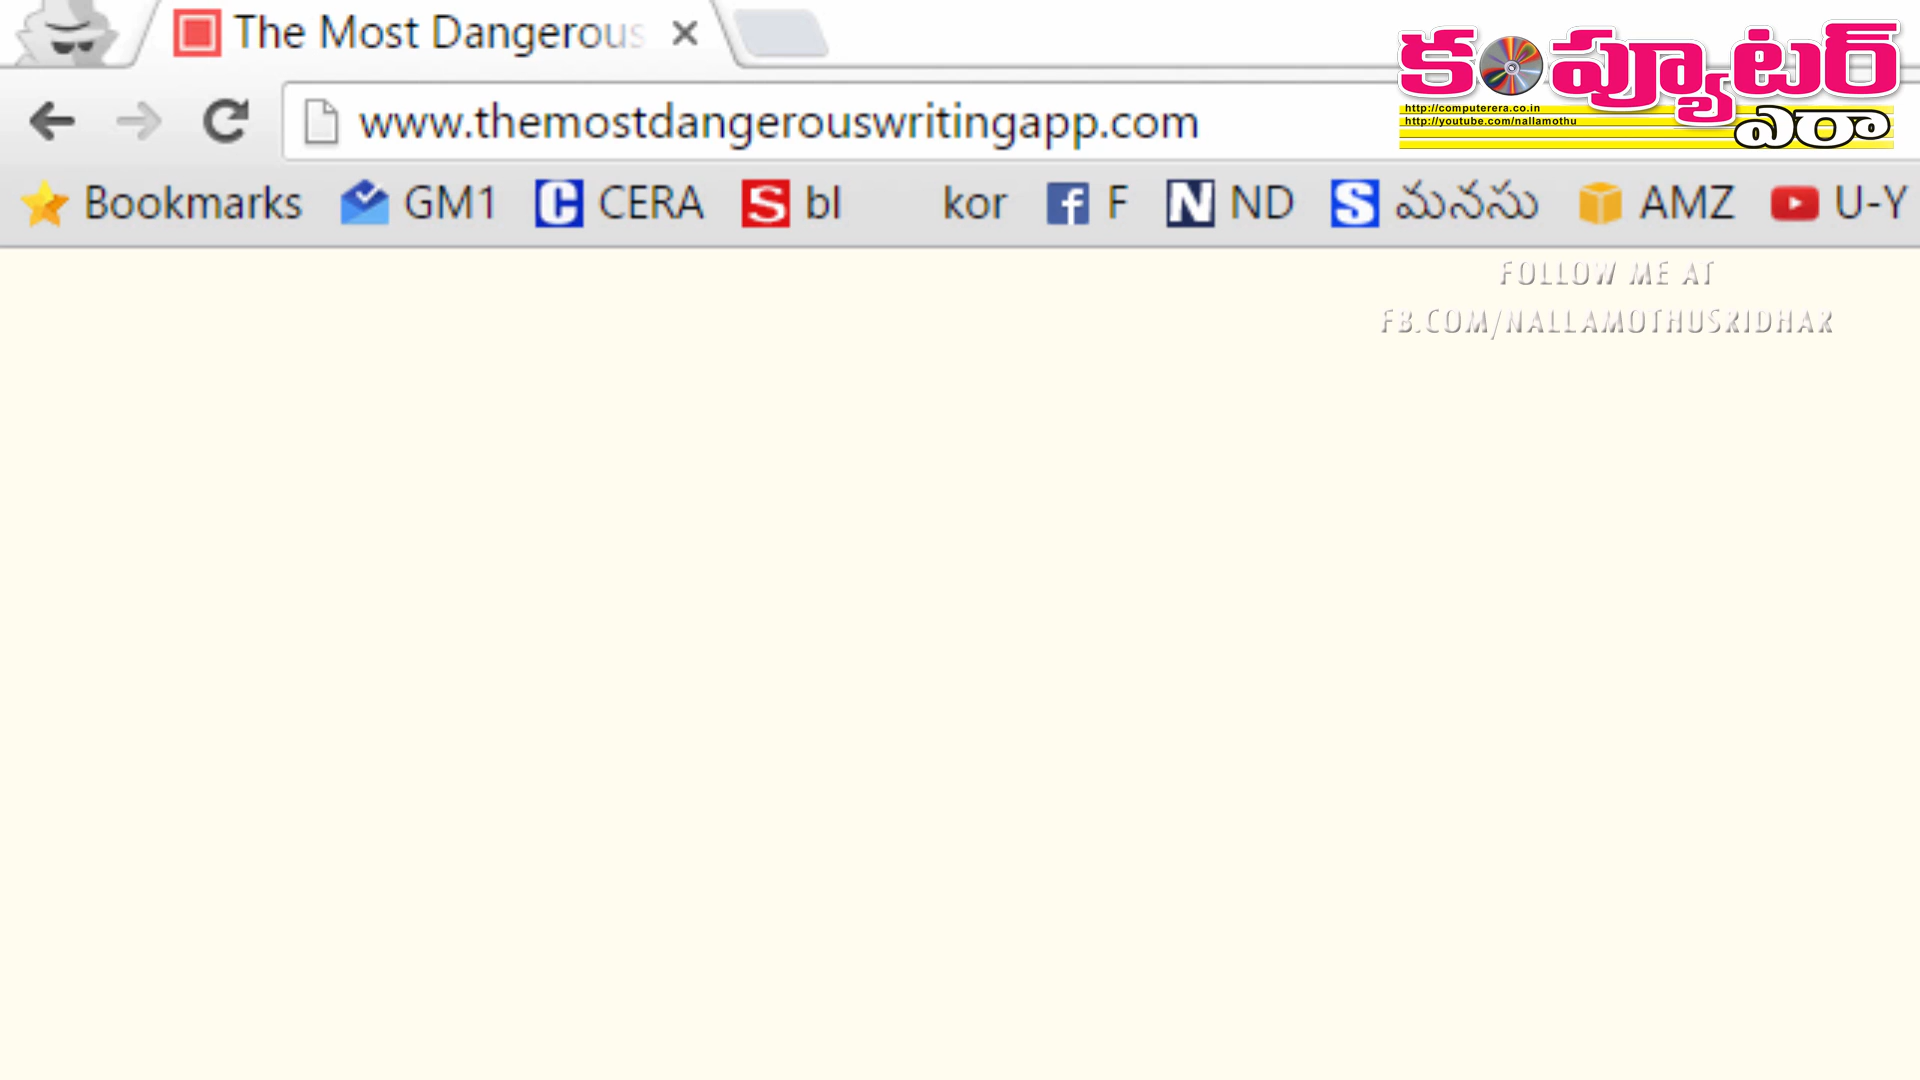 The Most Dangerous
www.themostdangerouswritingapp.com
Bookmarks GM1 CERA bl kor F ND మనసు AMZ U-Y
కంప్యూటర్
http://computerera.co.in
http://youtube.com/nallamothu
ఎరా
FOLLOW ME AT
FB.COM/NALLAMOTHUSRIDHAR